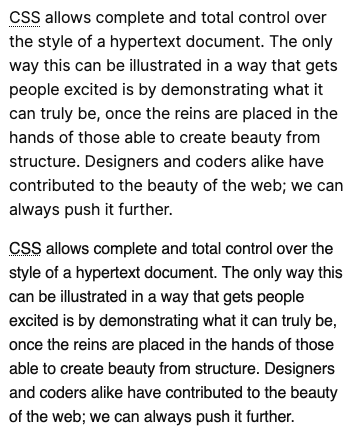 CSS allows complete and total control over
the style of a hypertext document. The only
way this can be illustrated in a way that gets
people excited is by demonstrating what it
can truly be, once the reins are placed in the
hands of those able to create beauty from
structure. Designers and coders alike have
contributed to the beauty of the web; we can
always push it further.
CSS allows complete and total control over the
style of a hypertext document. The only way this
can be illustrated in a way that gets people
excited is by demonstrating what it can truly be,
once the reins are placed in the hands of those
able to create beauty from structure. Designers
and coders alike have contributed to the beauty
of the web; we can always push it further.